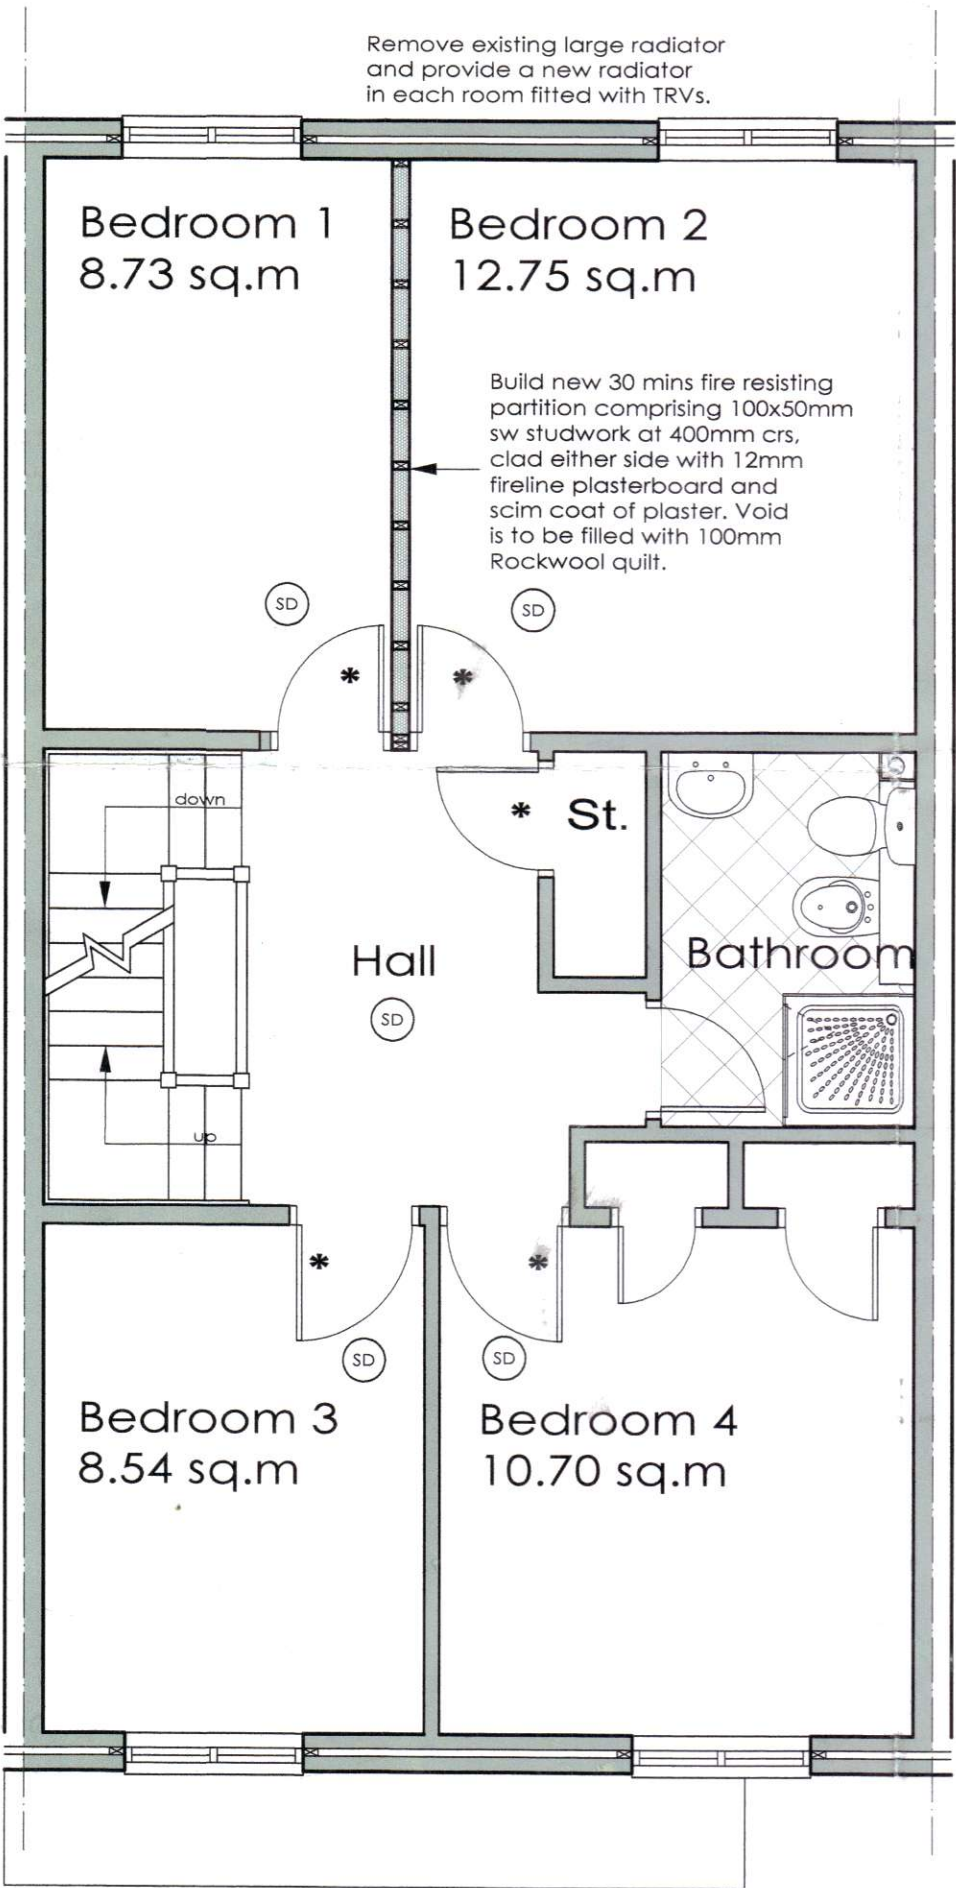 Remove existing large radiator
and provide a new radiator
in each room fitted with TRVs.
Bedroom 1
8.73 sq.m
Bedroom 2
12.75 sq.m
Build new 30 mins fire resisting
partition comprising 100x50mm
sw studwork at 400mm crs,
clad either side with 12mm
fireline plasterboard and
scim coat of plaster. Void
is to be filled with 100mm
Rockwool quilt.
SD
SD
*
*
down
* St.
Hall
SD
Bathroom
up
*
*
SD
SD
Bedroom 3
8.54 sq.m
Bedroom 4
10.70 sq.m